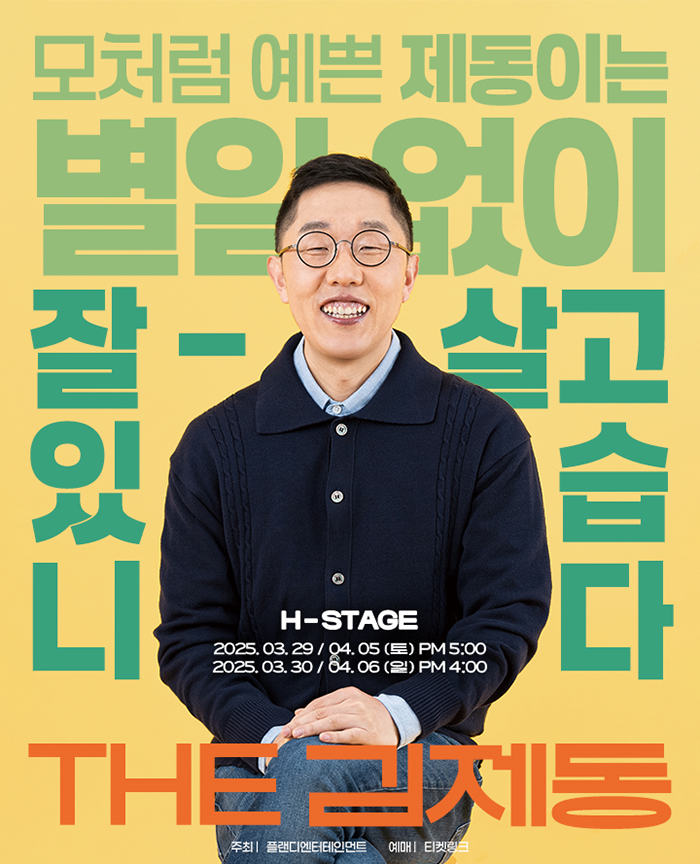 모처럼 예쁜 제동이는
별일 없이
잘 - 살고
있 습
니 다
H-STAGE
2025. 03. 29 / 04. 05 (토) PM 5:00
2025. 03. 30 / 04. 06 (일) PM 4:00
THE 김제동
주최 | 플랜디엔터테인먼트 예매 | 티켓링크